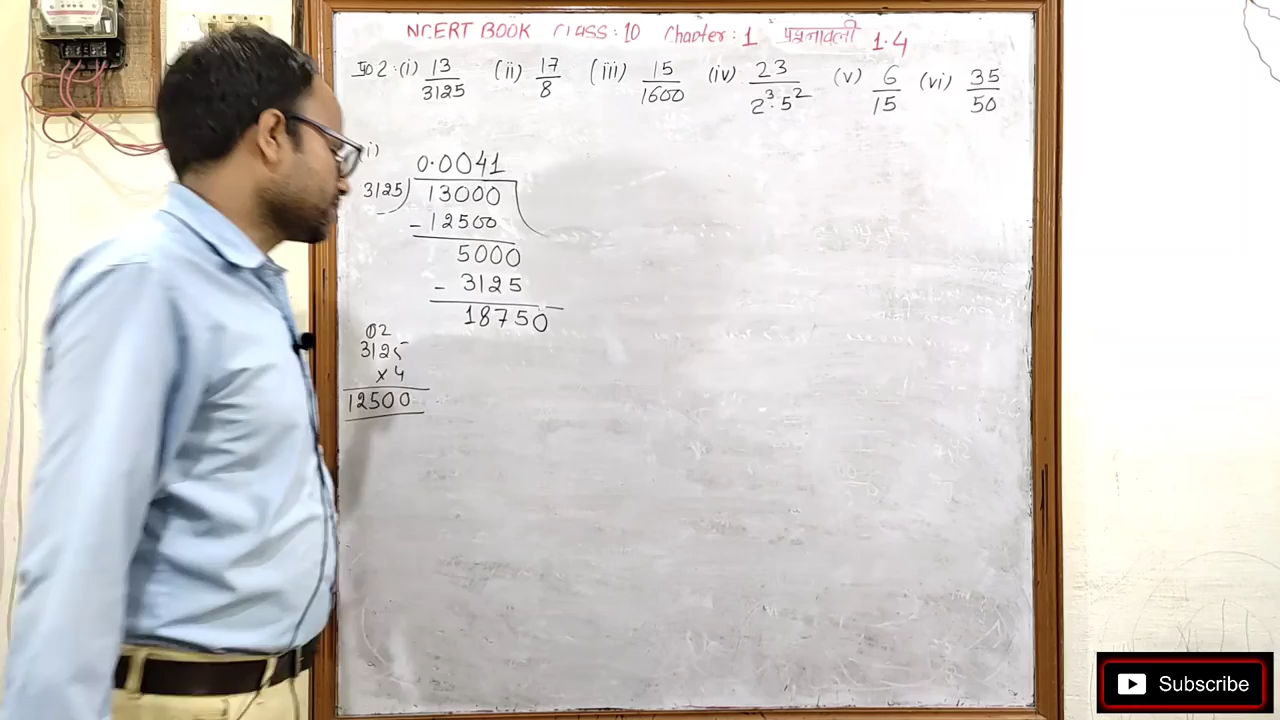 NCERT BOOK CLASS:10 Chapter:1 प्रश्नावली 1.4
(i) 13/3125 (ii) 17/8 (iii) 15/1600 (iv) 23/2³·5² (v) 6/15 (vi) 35/50
i)
0.0041
3125)13000
-12500
5000
-3125
18750
02
3125
×4
12500
Subscribe